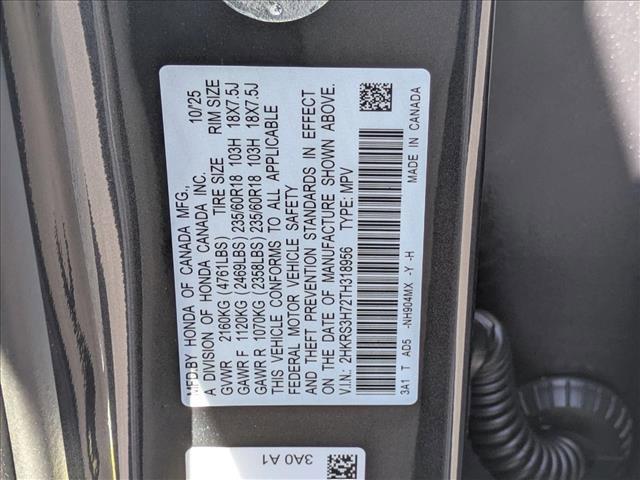 MFD.BY HONDA OF CANADA MFG.,
A DIVISION OF HONDA CANADA INC. 10/25
GVWR 2160KG (4761LBS) TIRE SIZE RIM SIZE
GAWR F 1120KG (2469LBS) 235/60R18 103H 18X7.5J
GAWR R 1070KG (2358LBS) 235/60R18 103H 18X7.5J
THIS VEHICLE CONFORMS TO ALL APPLICABLE
FEDERAL MOTOR VEHICLE SAFETY
AND THEFT PREVENTION STANDARDS IN EFFECT
ON THE DATE OF MANUFACTURE SHOWN ABOVE.
V.I.N.: 2HKRS3H72TH318956 TYPE: MPV
3A1 T AD5 -NH904MX -Y -H MADE IN CANADA
3A0 A1